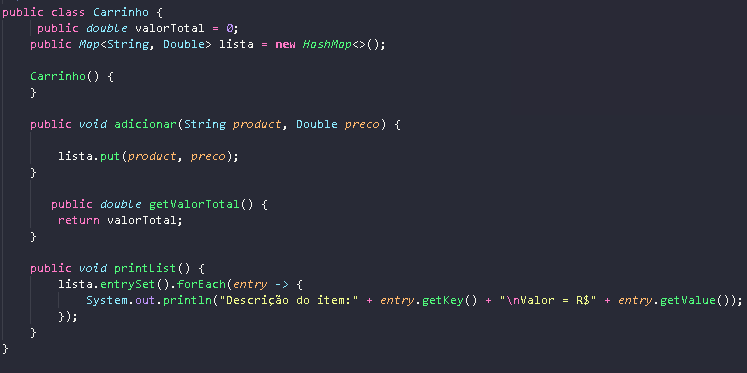 public class Carrinho {
public double valorTotal = 0;
public Map<String, Double> lista = new HashMap<>();
Carrinho() {
}
public void adicionar(String product, Double preco) {
lista.put(product, preco);
}
public double getValorTotal() {
return valorTotal;
}
public void printList() {
lista.entrySet().forEach(entry -> {
System.out.println("Descrição do item:" + entry.getKey() + "\nValor = R$" + entry.getValue());
});
}
}